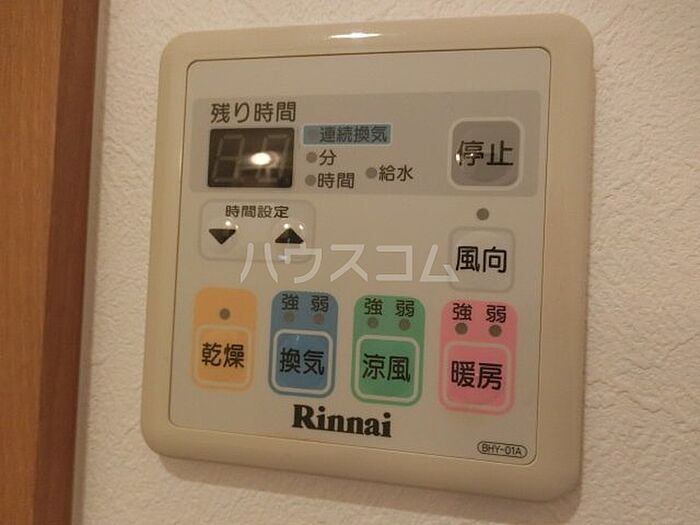 残り時間
連続換気
分
時間
給水
停止
時間設定
風向
ハウスコム
強 弱
乾燥
換気
強 弱
涼風
強 弱
暖房
Rinnai
BHY-01A